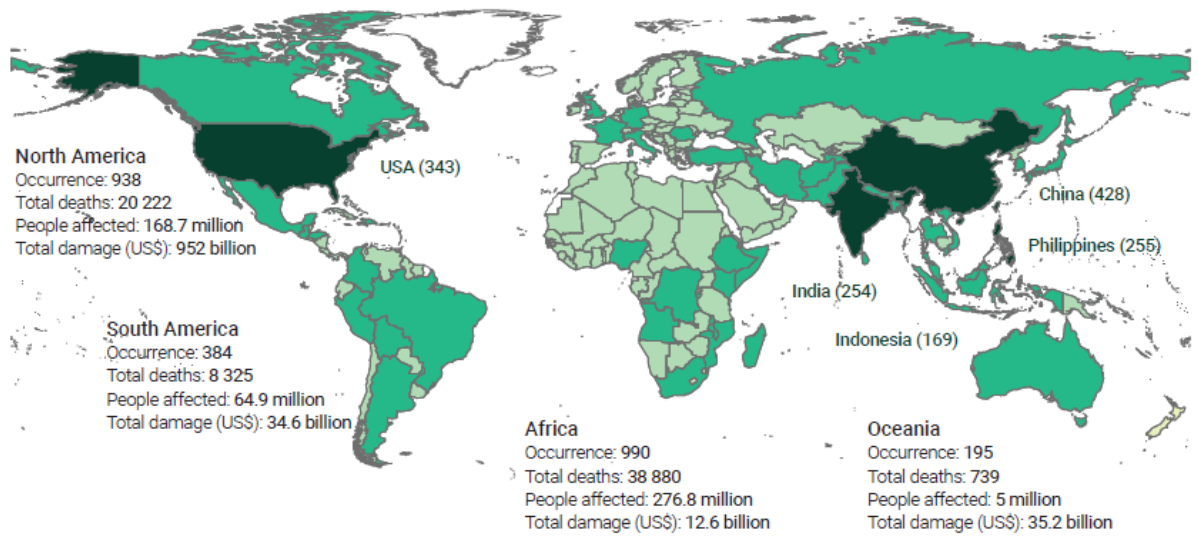 North America
Occurrence: 938
Total deaths: 20 222
People affected: 168.7 million
Total damage (US$): 952 billion
USA (343)
China (428)
Philippines (255)
India (254)
Indonesia (169)
South America
Occurrence: 384
Total deaths: 8 325
People affected: 64.9 million
Total damage (US$): 34.6 billion
Africa
Occurrence: 990
Total deaths: 38 880
People affected: 276.8 million
Total damage (US$): 12.6 billion
Oceania
Occurrence: 195
Total deaths: 739
People affected: 5 million
Total damage (US$): 35.2 billion